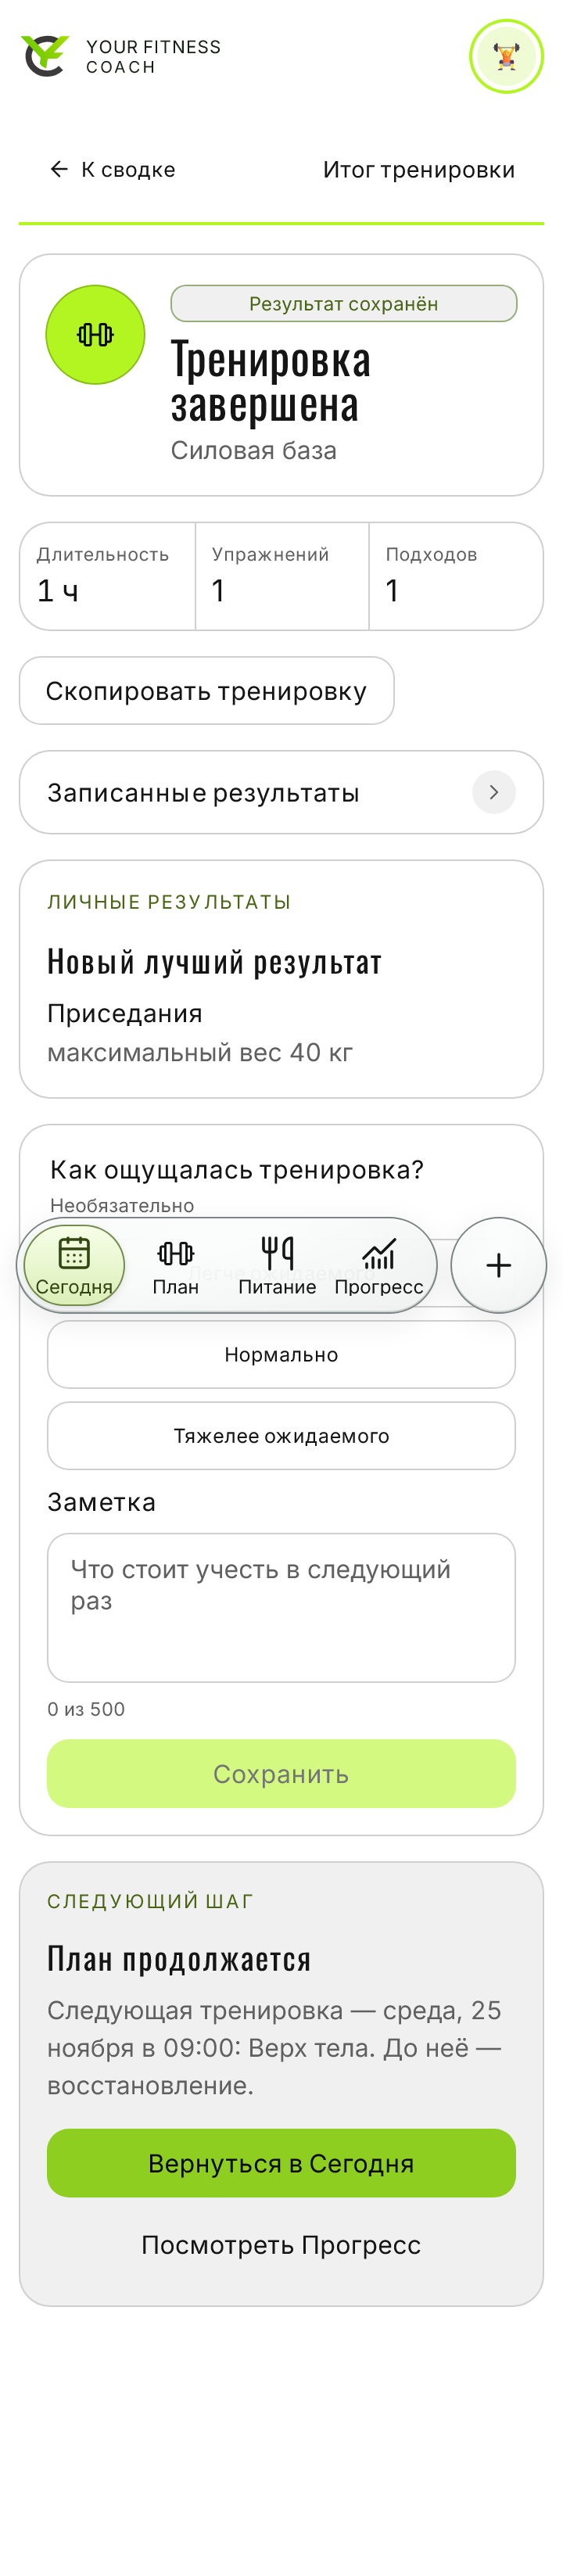 YOUR FITNESS
COACH
К сводке
Итог тренировки
Результат сохранён
Тренировка
завершена
Силовая база
Длительность
1 ч
Упражнений
1
Подходов
1
Скопировать тренировку
Записанные результаты
ЛИЧНЫЕ РЕЗУЛЬТАТЫ
Новый лучший результат
Приседания
максимальный вес 40 кг
Как ощущалась тренировка?
Необязательно
Сегодня
План
Питание
Прогресс
Нормально
Тяжелее ожидаемого
Заметка
Что стоит учесть в следующий
раз
0 из 500
Сохранить
СЛЕДУЮЩИЙ ШАГ
План продолжается
Следующая тренировка — среда, 25
ноября в 09:00: Верх тела. До неё —
восстановление.
Вернуться в Сегодня
Посмотреть Прогресс